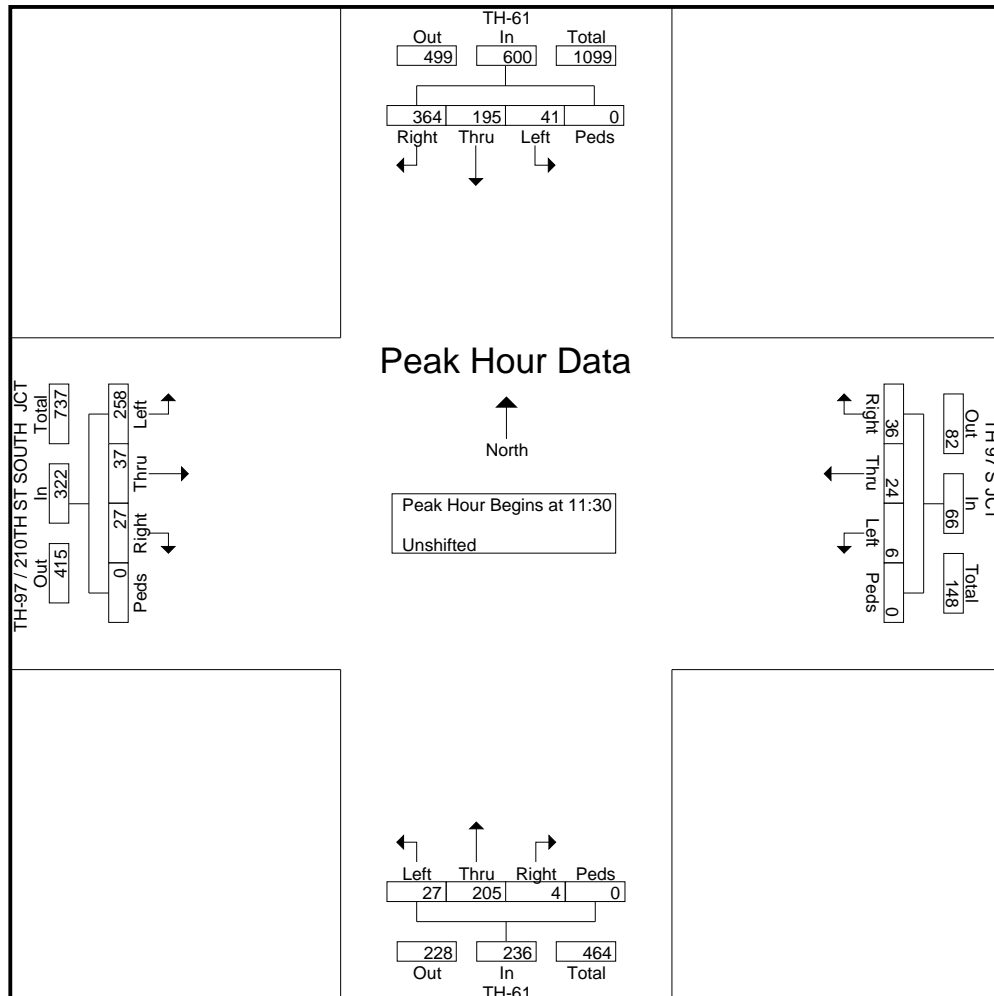 TH-61
Out In Total
499 600 1099
364 195 41 0
Right Thru Left Peds
Peak Hour Data
North
Peak Hour Begins at 11:30
Unshifted
TH-97 / 210TH ST SOUTH JCT
Out In Total
415 322 737
0 27 37 258
Peds Right Thru Left
TH 97 S JCT
Out In Total
82 66 148
36 24 6 0
Right Thru Left Peds
Left Thru Right Peds
27 205 4 0
228 236 464
Out In Total
TH-61